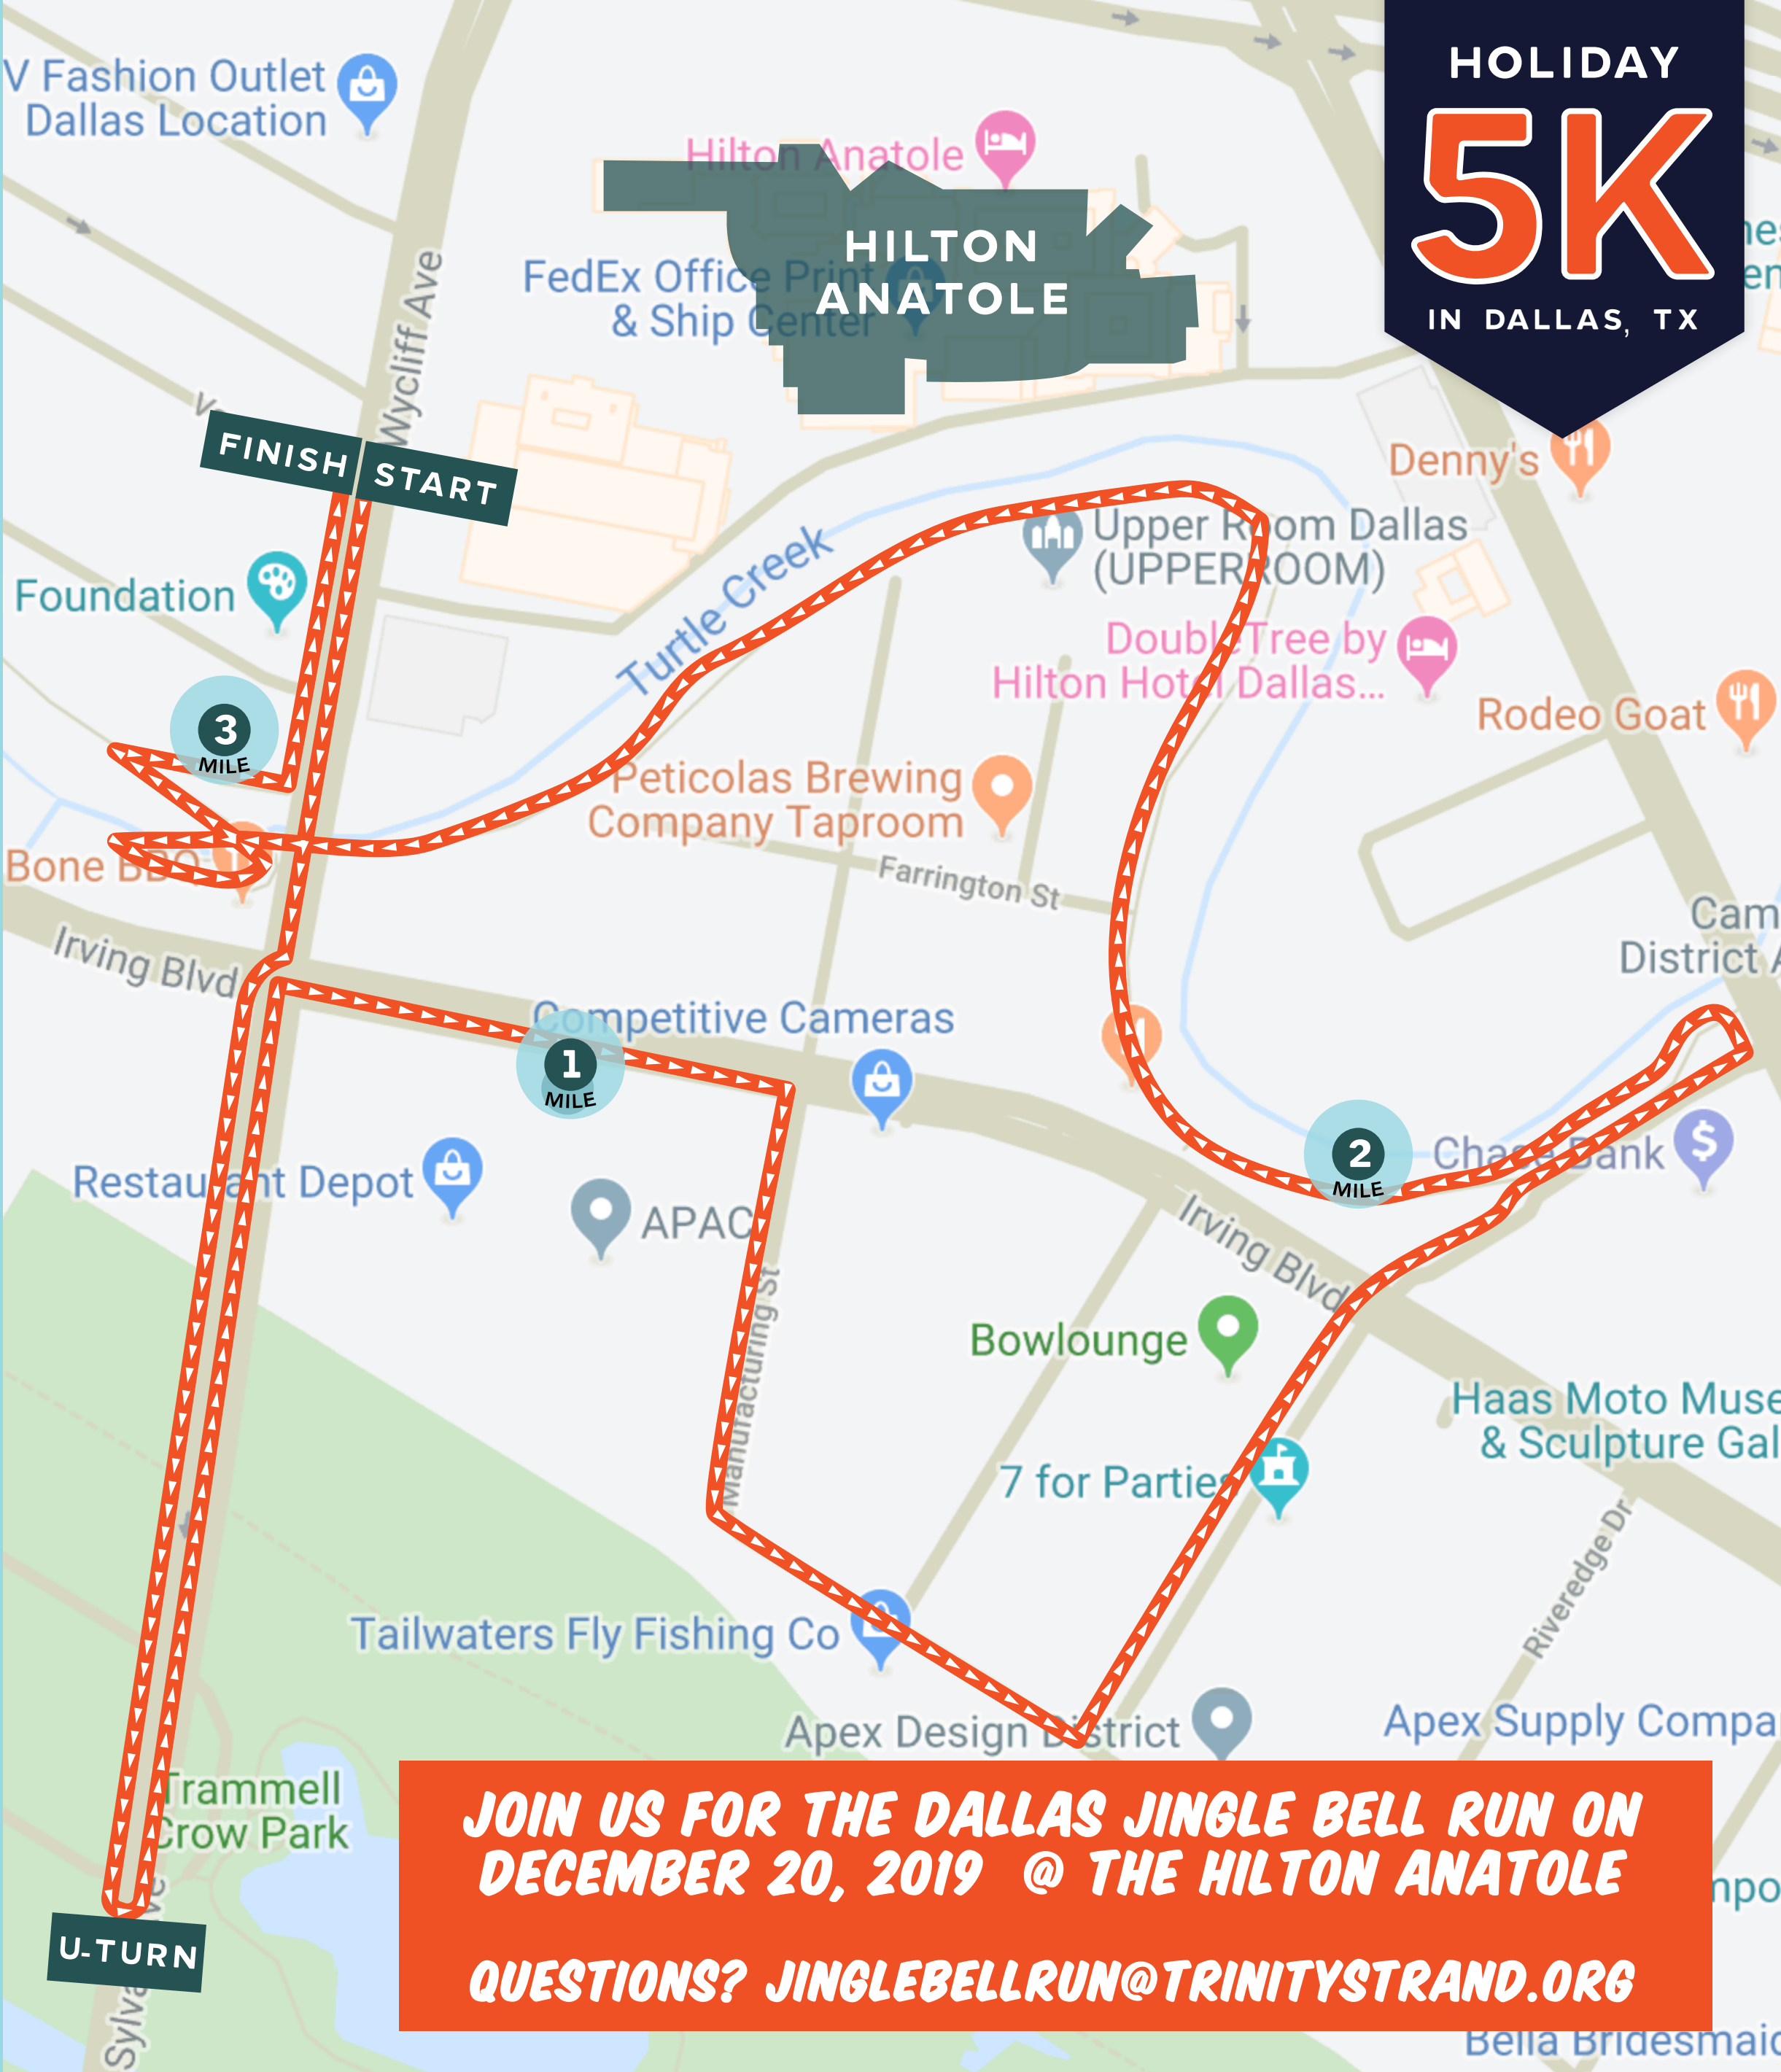 HOLIDAY
5K
IN DALLAS, TX
V Fashion Outlet
Dallas Location
Hilton Anatole
HILTON
ANATOLE
FedEx Office Print
& Ship Center
Wycliff Ave
FINISH
START
Denny's
Upper Room Dallas
(UPPERROOM)
Foundation
Turtle Creek
DoubleTree by
Hilton Hotel Dallas...
Rodeo Goat
3
MILE
Peticolas Brewing
Company Taproom
Bone BBQ
Farrington St
Irving Blvd
District
Competitive Cameras
1
MILE
2
MILE
Chase Bank
Restaurant Depot
APAC
Irving Blvd
Manufacturing St
Bowlounge
Haas Moto Muse
& Sculpture Gal
7 for Parties
Riveredge Dr
Tailwaters Fly Fishing Co
Apex Design District
Apex Supply Compa
Trammell
Crow Park
U-TURN
JOIN US FOR THE DALLAS JINGLE BELL RUN ON
DECEMBER 20, 2019 @ THE HILTON ANATOLE
QUESTIONS? JINGLEBELLRUN@TRINITYSTRAND.ORG
Bella Bridesmaid